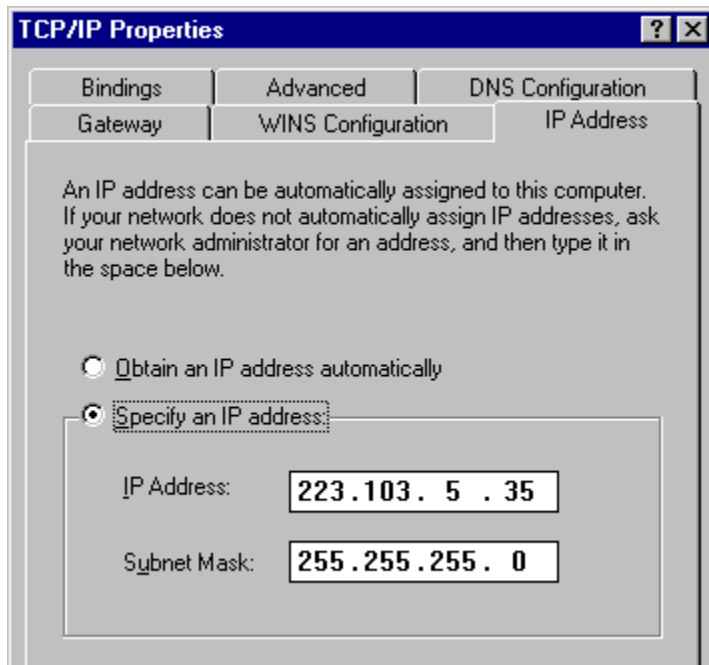 TCP/IP Properties
Bindings Advanced DNS Configuration
Gateway WINS Configuration IP Address
An IP address can be automatically assigned to this computer.
If your network does not automatically assign IP addresses, ask
your network administrator for an address, and then type it in
the space below.
Obtain an IP address automatically
Specify an IP address:
IP Address: 223.103. 5 .35
Subnet Mask: 255.255.255. 0